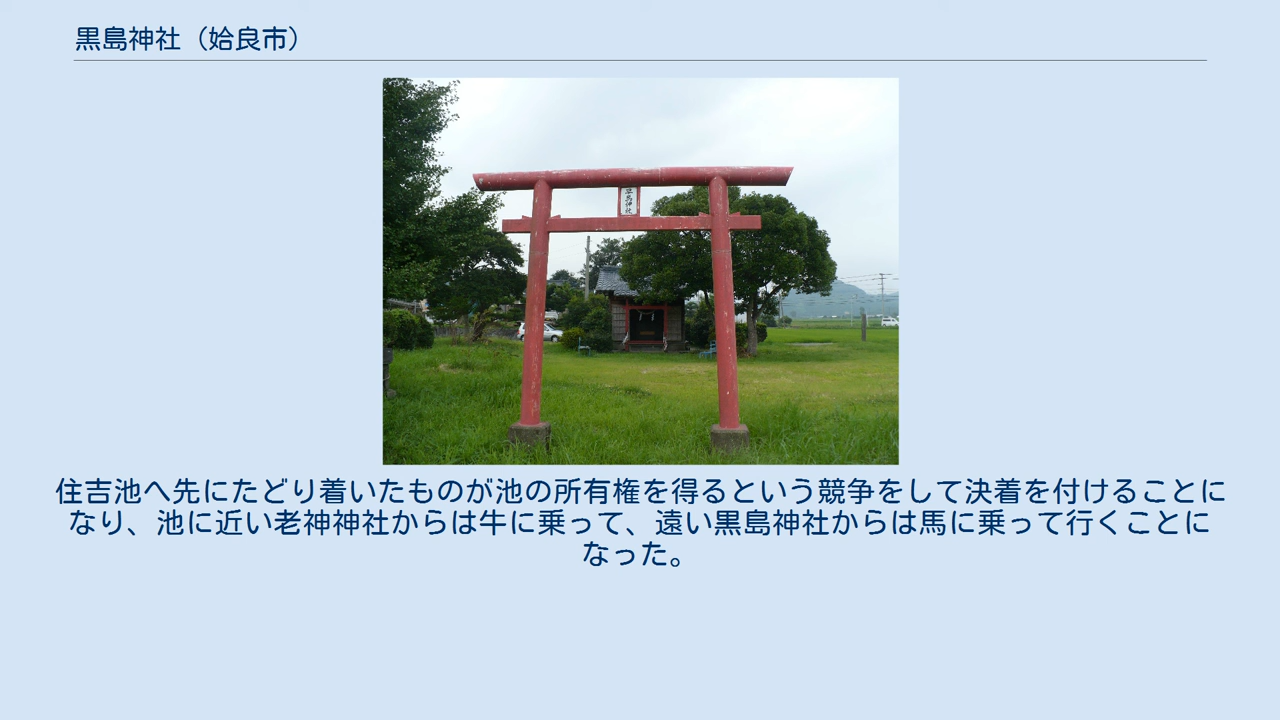 黒島神社（姶良市）
住吉池へ先にたどり着いたものが池の所有権を得るという競争をして決着を付けることに
なり、池に近い老神神社からは牛に乗って、遠い黒島神社からは馬に乗って行くことに
なった。